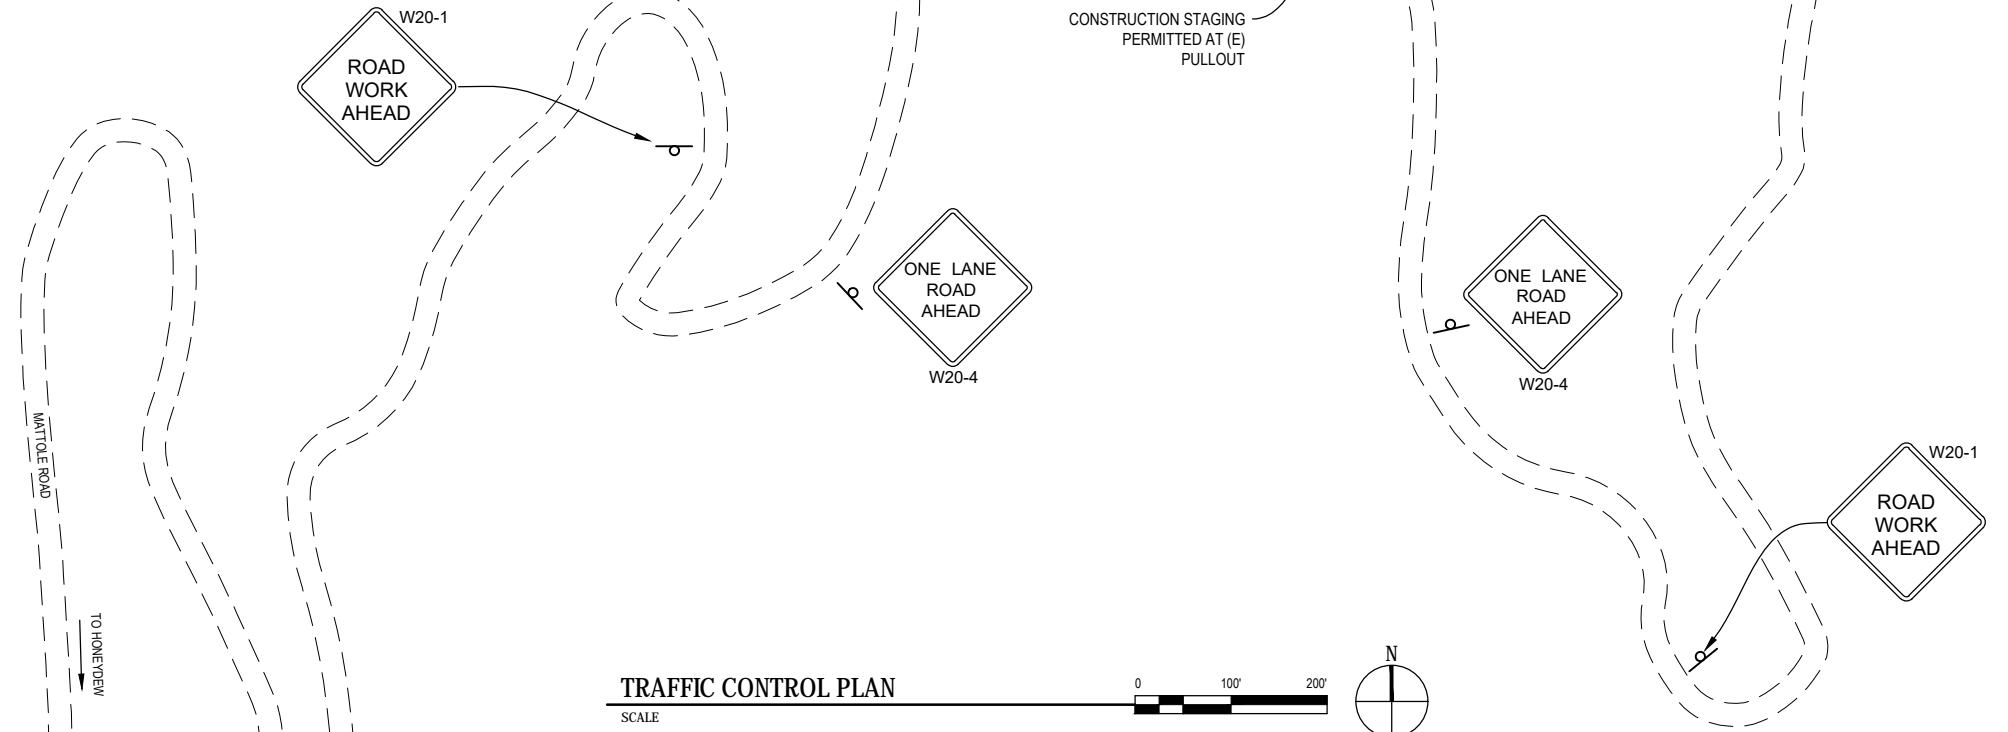 W20-1
ROAD
WORK
AHEAD
CONSTRUCTION STAGING
PERMITTED AT (E)
PULLOUT
ONE LANE
ROAD
AHEAD
W20-4
ONE LANE
ROAD
AHEAD
W20-4
MATTOLE ROAD
W20-1
ROAD
WORK
AHEAD
TO HONEYDEW
TRAFFIC CONTROL PLAN
SCALE
0 100' 200'
N